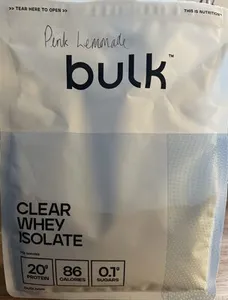 >> TEAR HERE TO OPEN >>
THIS IS NUTRITION
Pink Lemonade
bulk™
CLEAR
WHEY
ISOLATE
20g 86 0.1g
PROTEIN CALORIES SUGARS